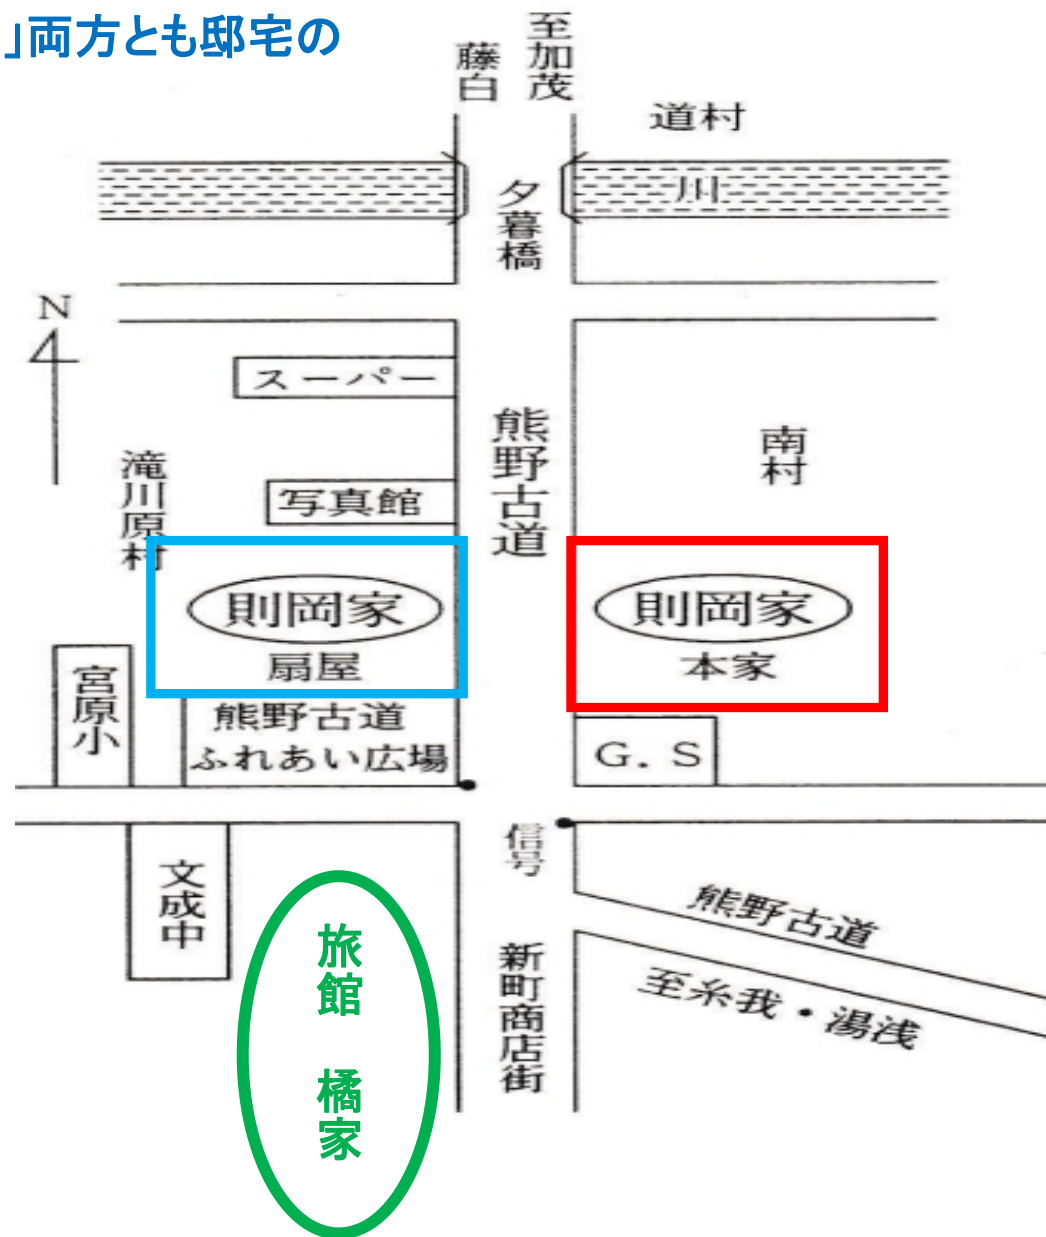 」両方とも邸宅の
至加茂
藤白
道村
川
夕暮橋
N
スーパー
熊野古道
南村
滝川原村
写真館
則岡家
扇屋
則岡家
本家
宮原小
熊野古道
ふれあい広場
G.S
信号
文成中
熊野古道
至糸我・湯浅
新町商店街
旅館 橘家